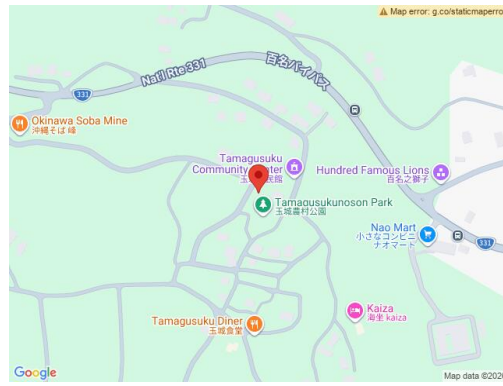 Map error: g.co/staticmaperro
Nat'l Rte 331
百名バイパス
331
Okinawa Soba Mine
沖縄そば 峰
Tamagusuku
Community Center
Hundred Famous Lions
百名之獅子
Tamagusukunoson Park
玉城農村公園
Nao Mart
小さなコンビニ
ナオマート
331
Kaiza
海坐 kaiza
Tamagusuku Diner
玉城食堂
Google
Map data ©202